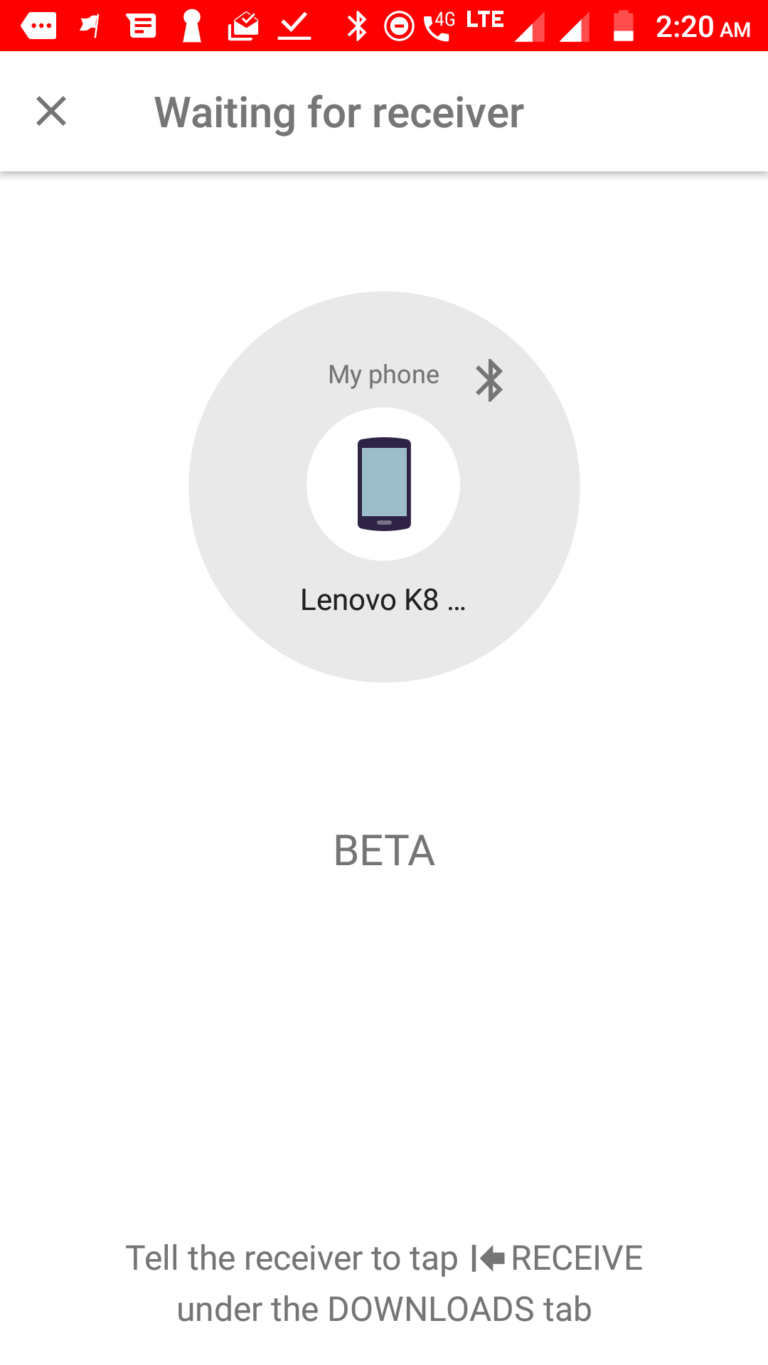 4G LTE 2:20 AM
Waiting for receiver
My phone
Lenovo K8 ...
BETA
Tell the receiver to tap RECEIVE
under the DOWNLOADS tab